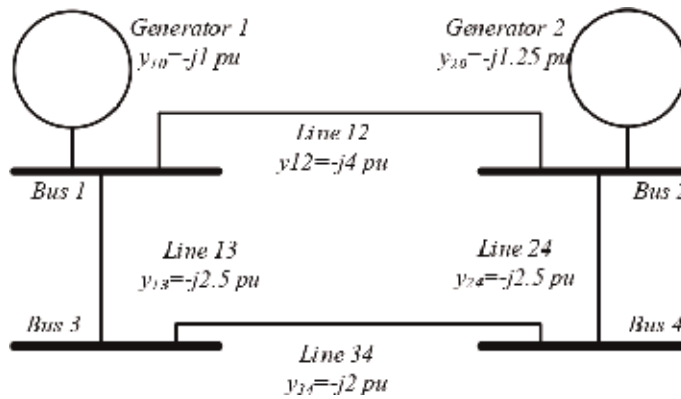 Generator 1
y10=-j1 pu
Generator 2
y20=-j1.25 pu
Line 12
y12=-j4 pu
Bus 1
Bus 2
Line 13
y13=-j2.5 pu
Line 24
y24=-j2.5 pu
Bus 3
Bus 4
Line 34
y34=-j2 pu